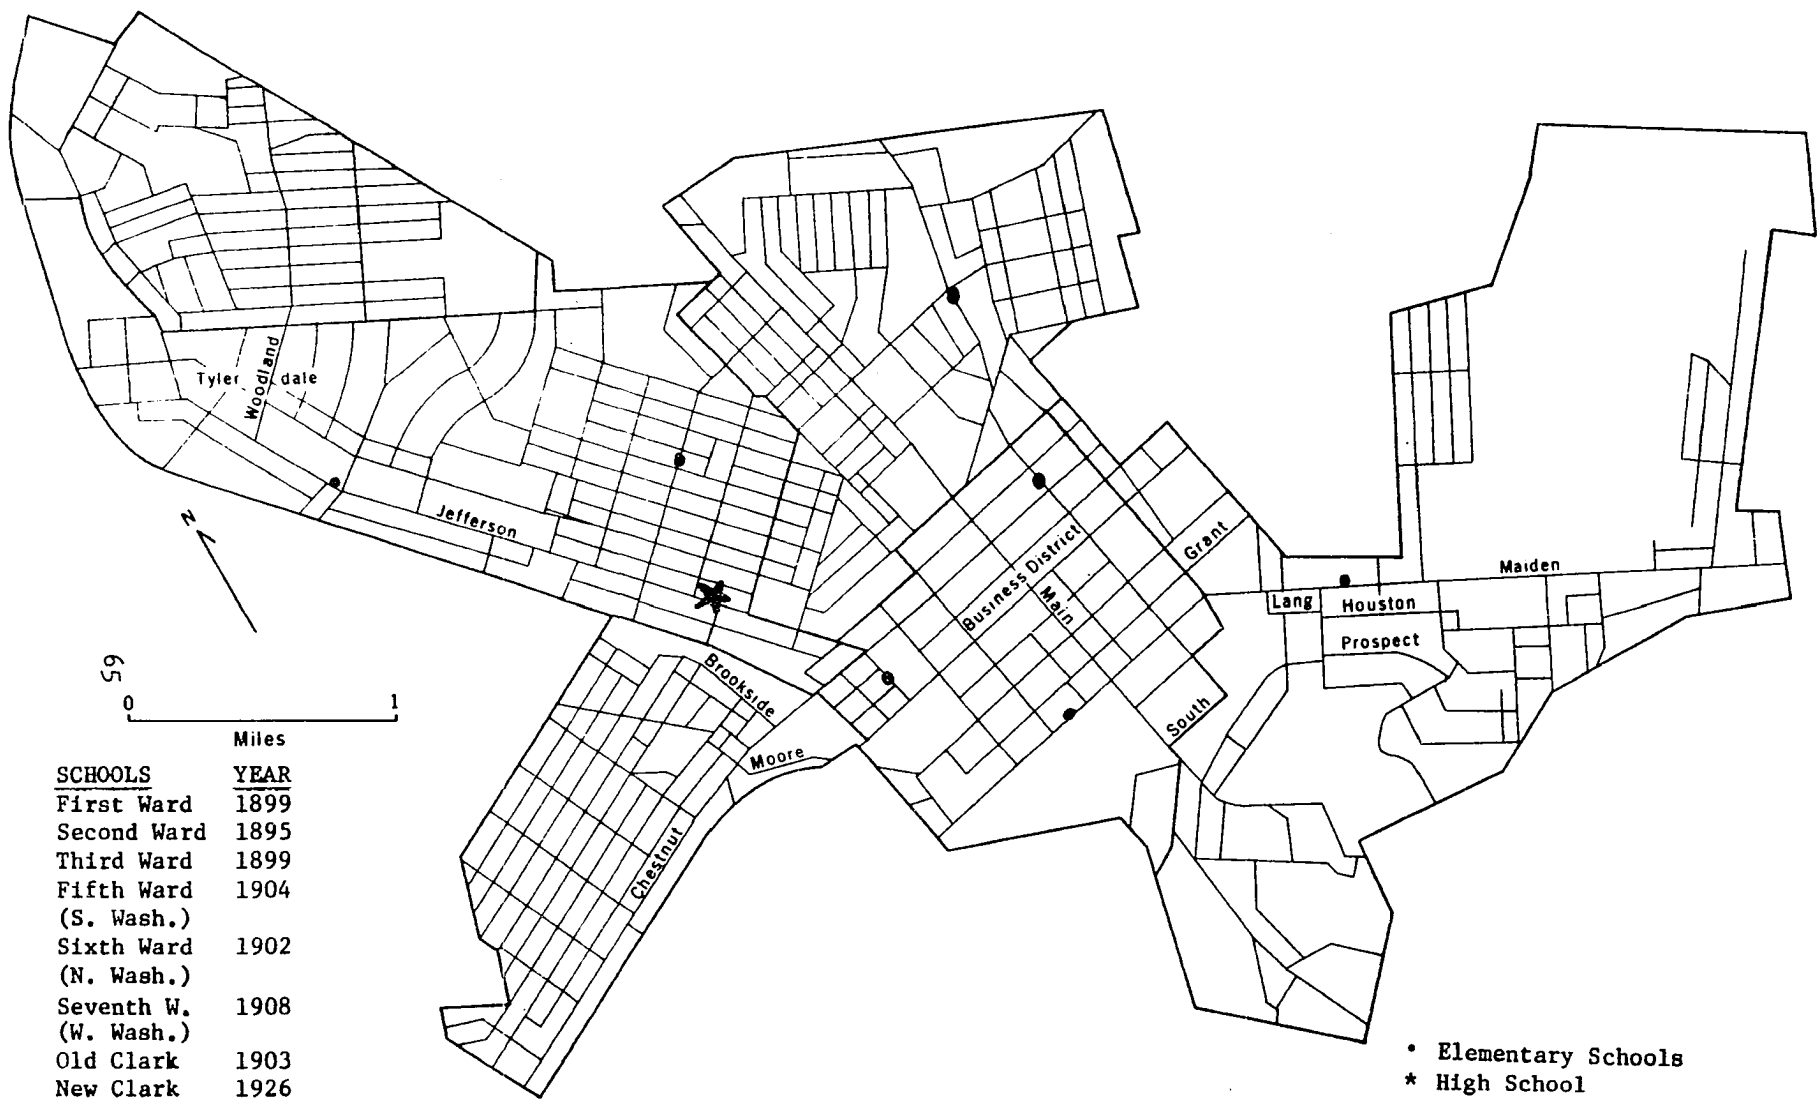 Woodland
Tyler dale
Jefferson
Business District
Main
Grant
Maiden
Lang
Houston
Prospect
South
Brookside
Moore
Chestnut
N
65
0 1
Miles
SCHOOLS YEAR
First Ward 1899
Second Ward 1895
Third Ward 1899
Fifth Ward 1904
(S. Wash.)
Sixth Ward 1902
(N. Wash.)
Seventh W. 1908
(W. Wash.)
Old Clark 1903
New Clark 1926
• Elementary Schools
* High School